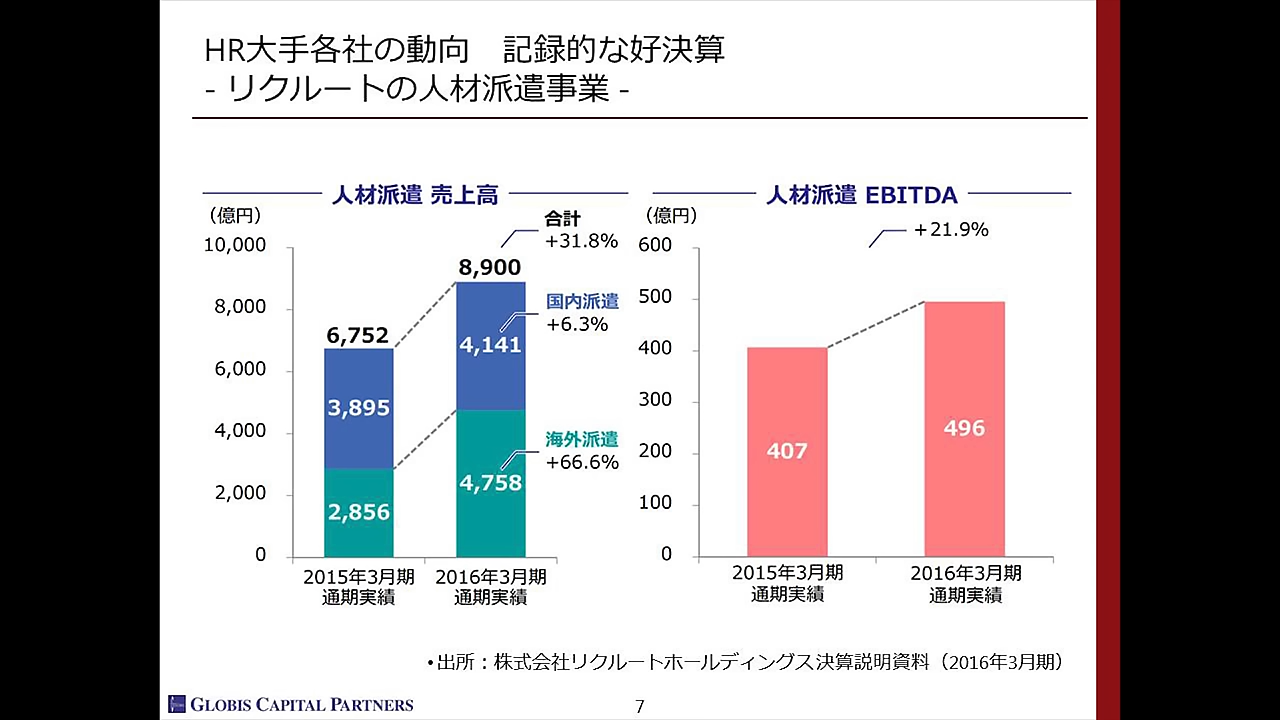 HR大手各社の動向　記録的な好決算
- リクルートの人材派遣事業 -
人材派遣 売上高
（億円）
合計
+31.8%
10,000
8,000
6,000
4,000
2,000
0
6,752
3,895
2,856
8,900
4,141
4,758
国内派遣
+6.3%
海外派遣
+66.6%
2015年3月期
通期実績
2016年3月期
通期実績
人材派遣 EBITDA
（億円）
+21.9%
600
500
400
300
200
100
0
407
496
2015年3月期
通期実績
2016年3月期
通期実績
•出所：株式会社リクルートホールディングス決算説明資料（2016年3月期）
GLOBIS CAPITAL PARTNERS
7